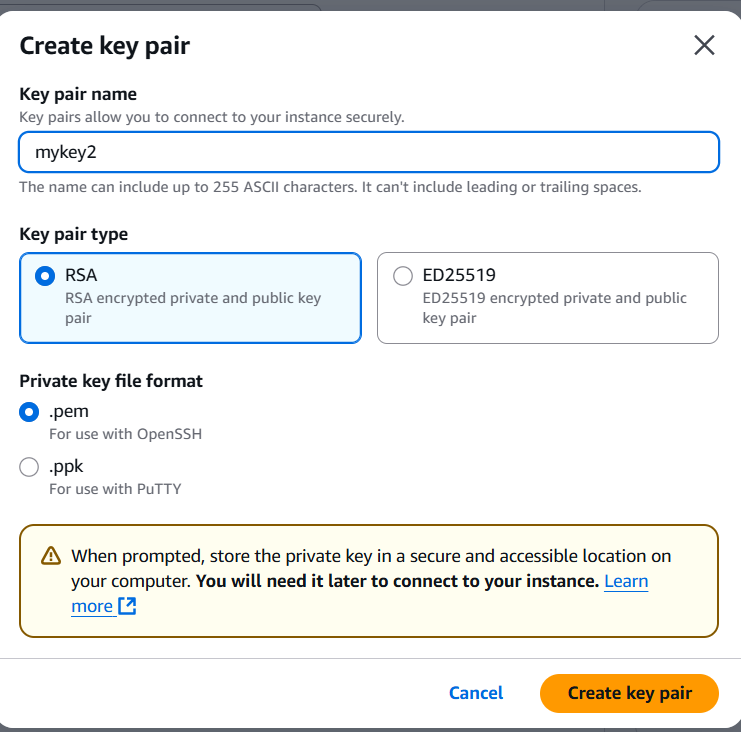 Create key pair
Key pair name
Key pairs allow you to connect to your instance securely.
mykey2
The name can include up to 255 ASCII characters. It can't include leading or trailing spaces.
Key pair type
RSA
RSA encrypted private and public key
pair
ED25519
ED25519 encrypted private and public
key pair
Private key file format
.pem
For use with OpenSSH
.ppk
For use with PuTTY
When prompted, store the private key in a secure and accessible location on
your computer. You will need it later to connect to your instance. Learn
more
Cancel
Create key pair